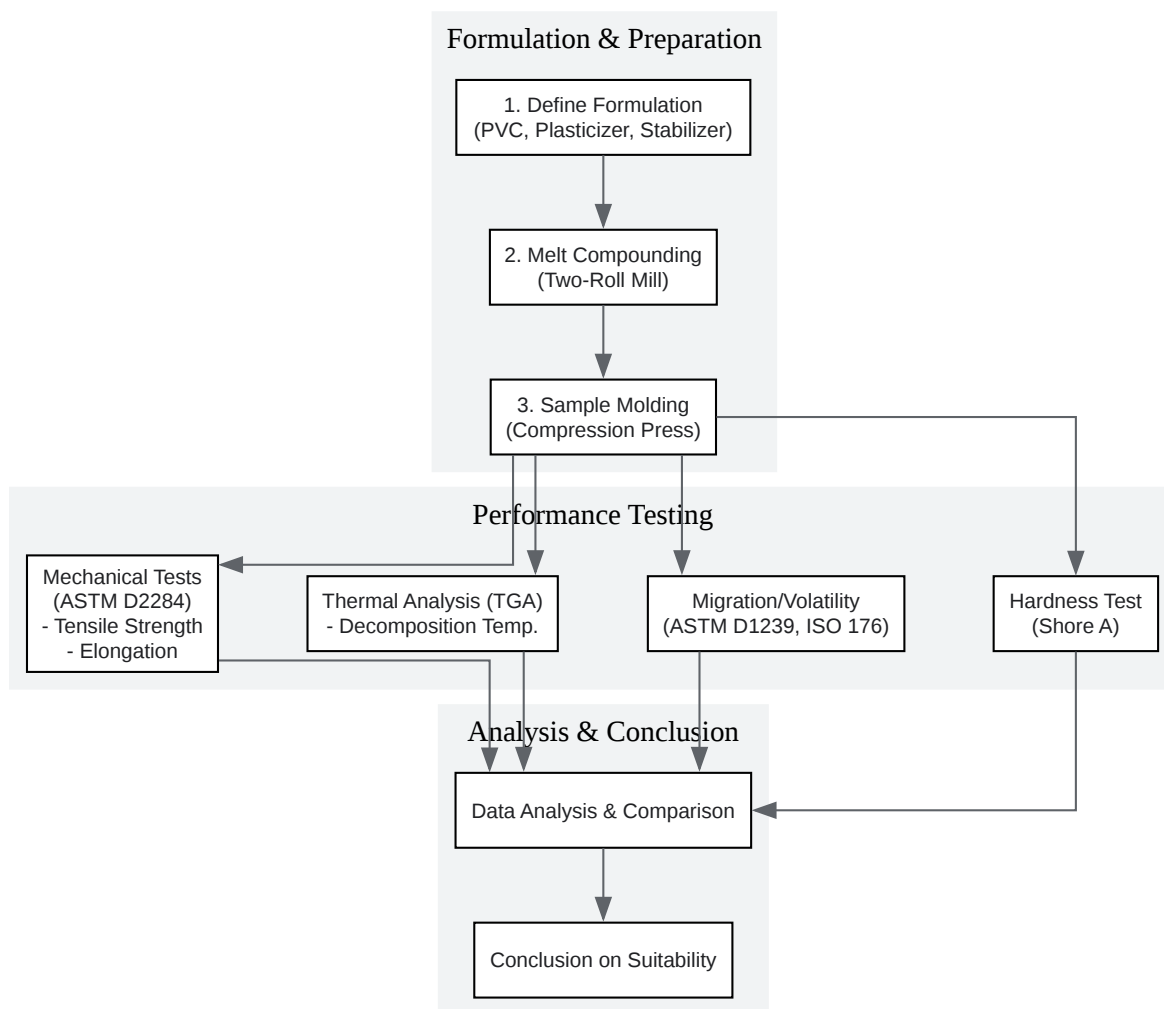 Formulation & Preparation
1. Define Formulation
(PVC, Plasticizer, Stabilizer)
2. Melt Compounding
(Two-Roll Mill)
3. Sample Molding
(Compression Press)
Performance Testing
Mechanical Tests
(ASTM D2284)
- Tensile Strength
- Elongation
Thermal Analysis (TGA)
- Decomposition Temp.
Migration/Volatility
(ASTM D1239, ISO 176)
Hardness Test
(Shore A)
Analysis & Conclusion
Data Analysis & Comparison
Conclusion on Suitability